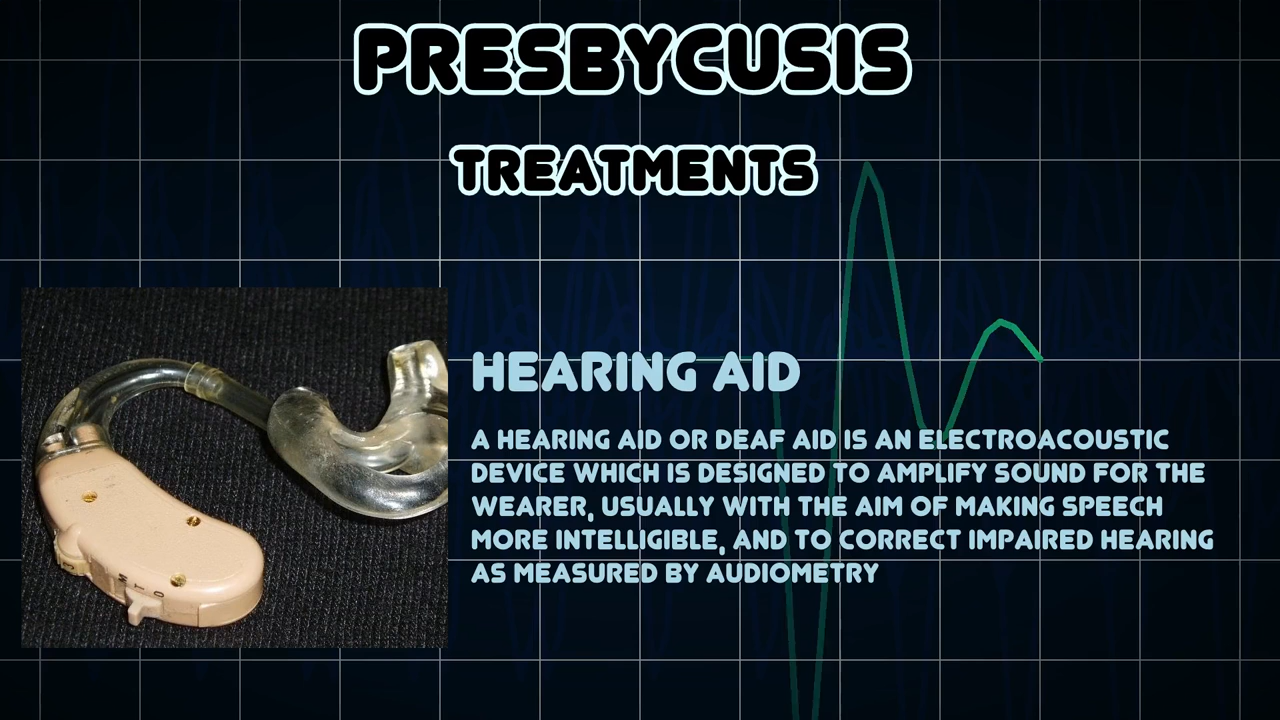 PRESBYCUSIS
TREATMENTS
HEARING AID
A HEARING AID OR DEAF AID IS AN ELECTROACOUSTIC
DEVICE WHICH IS DESIGNED TO AMPLIFY SOUND FOR THE
WEARER, USUALLY WITH THE AIM OF MAKING SPEECH
MORE INTELLIGIBLE, AND TO CORRECT IMPAIRED HEARING
AS MEASURED BY AUDIOMETRY
M T O